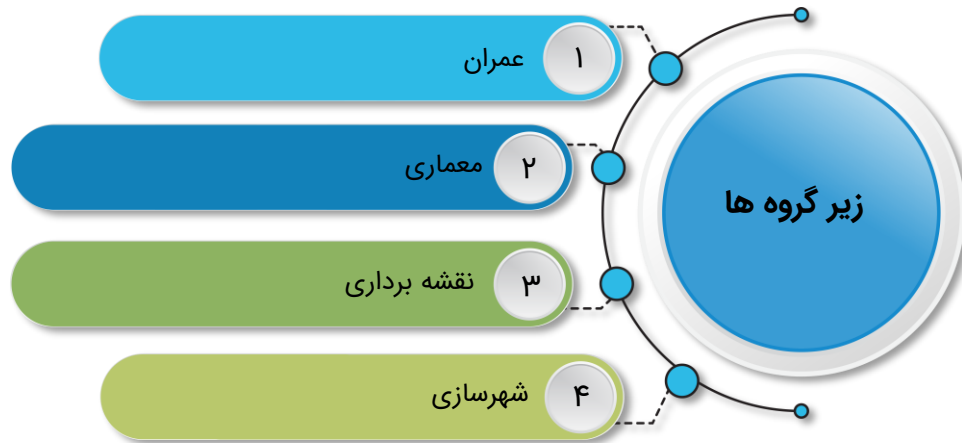 زیر گروه ها
۱ عمران
۲ معماری
۳ نقشه برداری
۴ شهرسازی